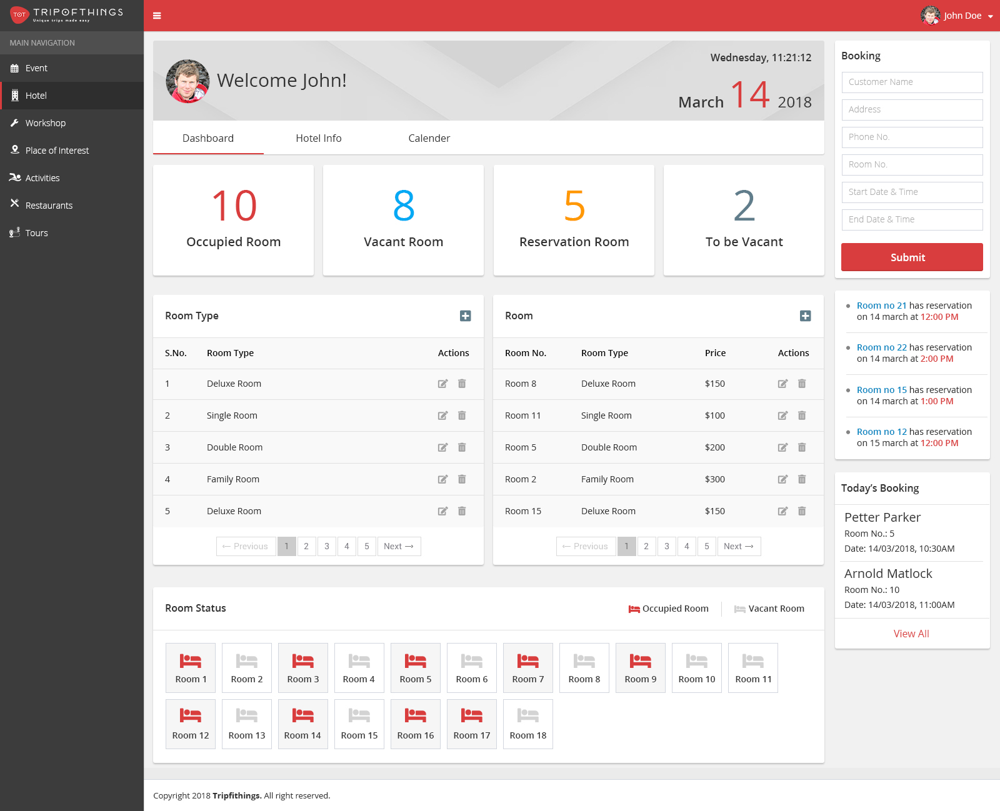 TOT TRIPOFTHINGS
Unique trips made easy
John Doe
MAIN NAVIGATION
Event
Hotel
Workshop
Place of Interest
Activities
Restaurants
Tours
Welcome John!
Wednesday, 11:21:12
March 14 2018
Dashboard Hotel Info Calender
10
Occupied Room
8
Vacant Room
5
Reservation Room
2
To be Vacant
Room Type
S.No. Room Type Actions
1 Deluxe Room
2 Single Room
3 Double Room
4 Family Room
5 Deluxe Room
← Previous 1 2 3 4 5 Next →
Room
Room No. Room Type Price Actions
Room 8 Deluxe Room $150
Room 11 Single Room $100
Room 5 Double Room $200
Room 2 Family Room $300
Room 15 Deluxe Room $150
← Previous 1 2 3 4 5 Next →
Room Status
Occupied Room Vacant Room
Room 1 Room 2 Room 3 Room 4 Room 5 Room 6 Room 7 Room 8 Room 9 Room 10 Room 11
Room 12 Room 13 Room 14 Room 15 Room 16 Room 17 Room 18
Booking
Customer Name
Address
Phone No.
Room No.
Start Date & Time
End Date & Time
Submit
Room no 21 has reservation
on 14 march at 12:00 PM
Room no 22 has reservation
on 14 march at 2:00 PM
Room no 15 has reservation
on 14 march at 1:00 PM
Room no 12 has reservation
on 15 march at 12:00 PM
Today’s Booking
Petter Parker
Room No.: 5
Date: 14/03/2018, 10:30AM
Arnold Matlock
Room No.: 10
Date: 14/03/2018, 11:00AM
View All
Copyright 2018 Tripfithings. All right reserved.